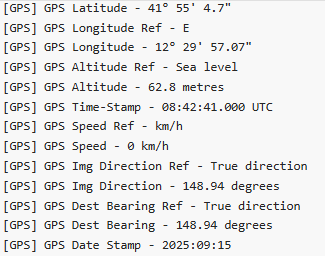 [GPS] GPS Latitude - 41° 55' 4.7"
[GPS] GPS Longitude Ref - E
[GPS] GPS Longitude - 12° 29' 57.07"
[GPS] GPS Altitude Ref - Sea level
[GPS] GPS Altitude - 62.8 metres
[GPS] GPS Time-Stamp - 08:42:41.000 UTC
[GPS] GPS Speed Ref - km/h
[GPS] GPS Speed - 0 km/h
[GPS] GPS Img Direction Ref - True direction
[GPS] GPS Img Direction - 148.94 degrees
[GPS] GPS Dest Bearing Ref - True direction
[GPS] GPS Dest Bearing - 148.94 degrees
[GPS] GPS Date Stamp - 2025:09:15